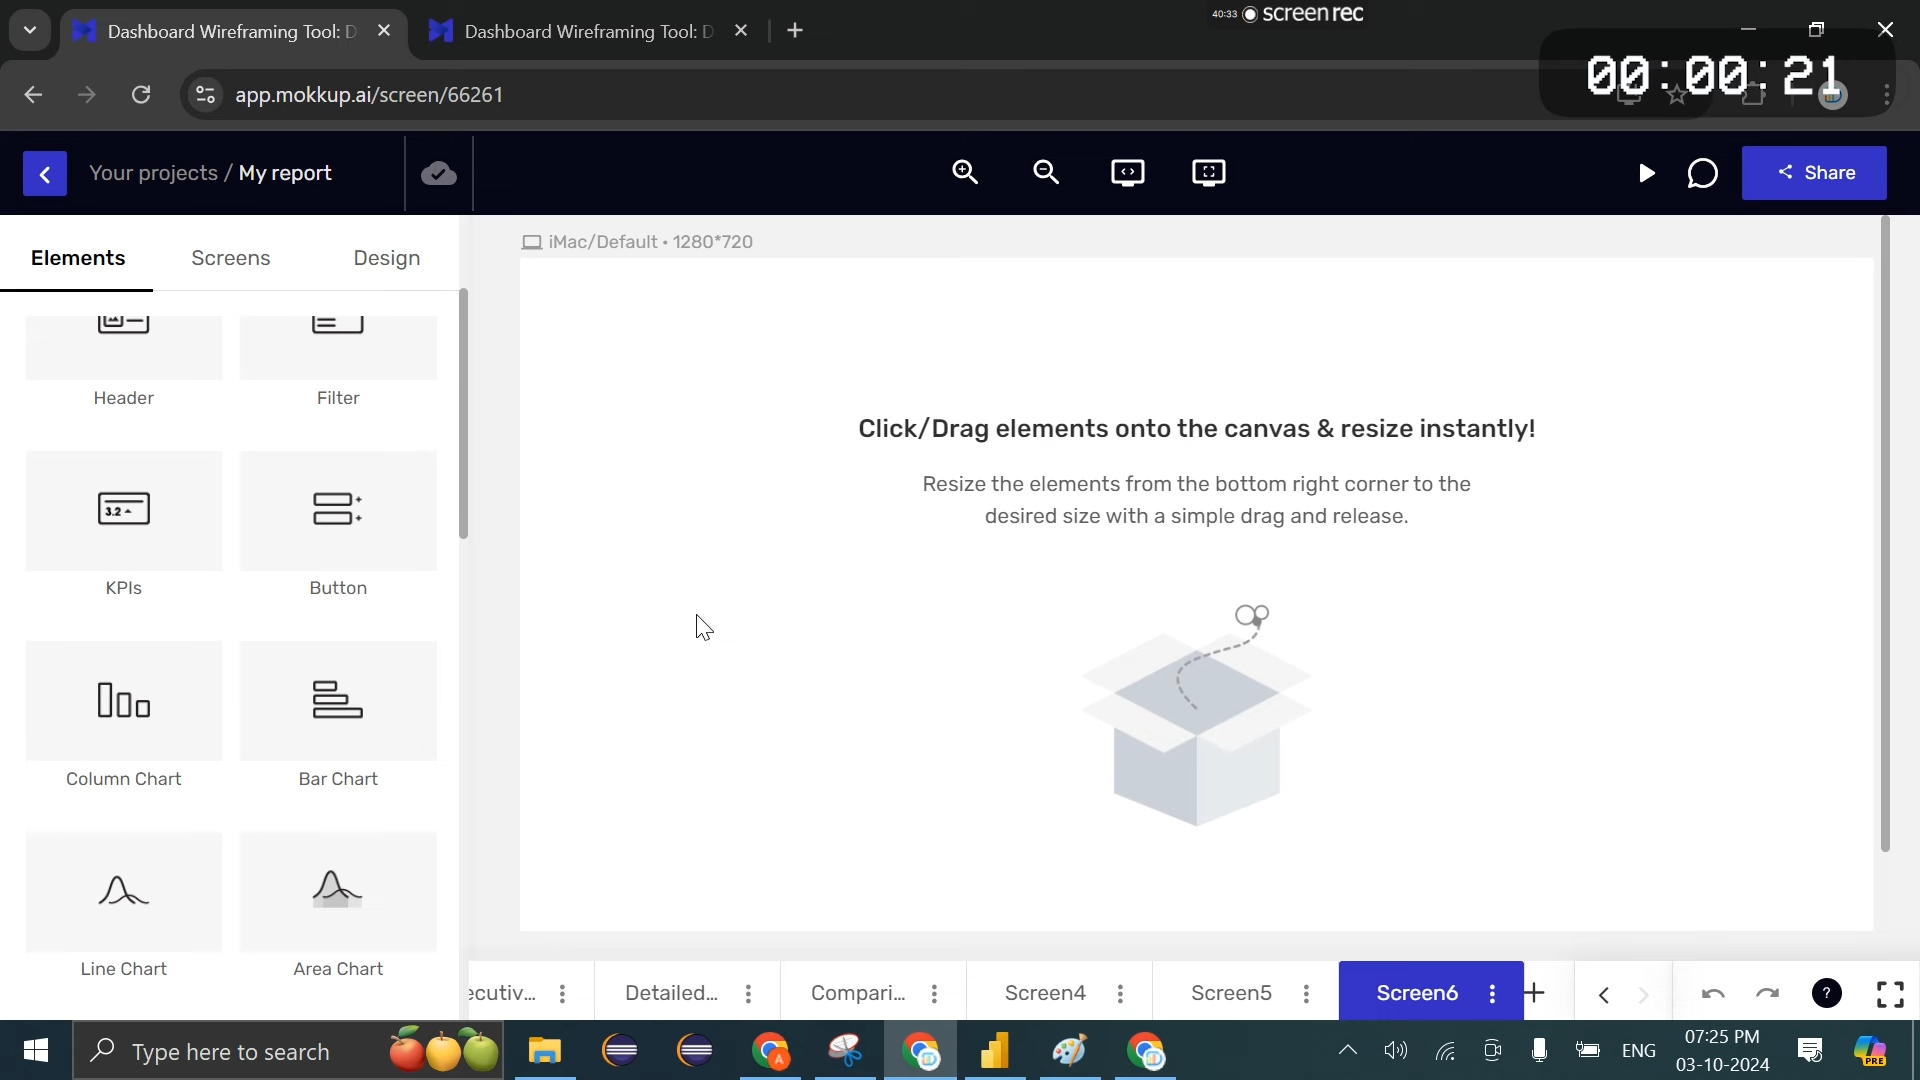 40:33 screenrec
Dashboard Wireframing Tool: D
Dashboard Wireframing Tool: D
00:00:21
app.mokkup.ai/screen/66261
Your projects / My report
Share
Elements
Screens
Design
iMac/Default • 1280*720
Header
Filter
3.2
KPIs
Button
Column Chart
Bar Chart
Line Chart
Area Chart
Click/Drag elements onto the canvas & resize instantly!
Resize the elements from the bottom right corner to the
desired size with a simple drag and release.
ecutiv...
Detailed...
Compari...
Screen4
Screen5
Screen6
?
Type here to search
A
ENG
07:25 PM
03-10-2024
PRE